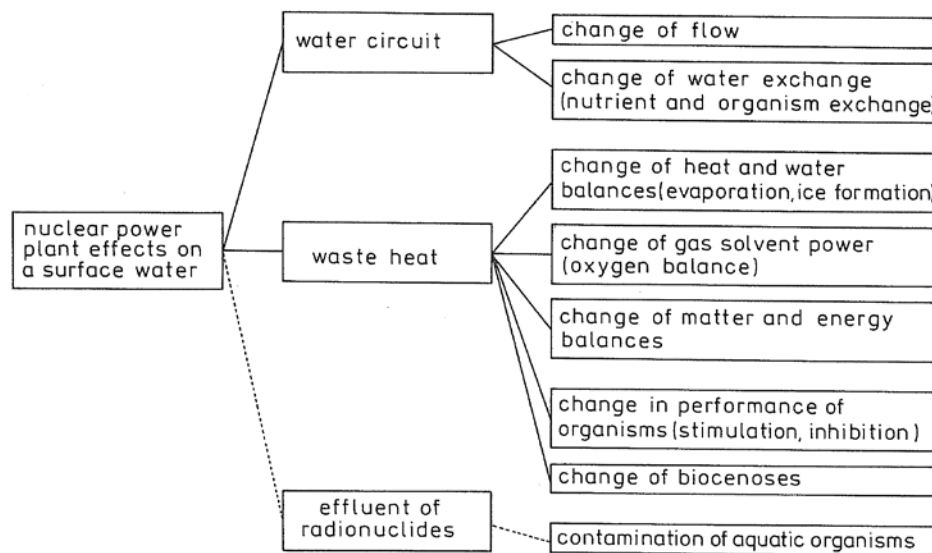 water circuit
change of flow
change of water exchange
(nutrient and organism exchange)
change of heat and water
balances(evaporation,ice formation)
nuclear power
plant effects on
a surface water
waste heat
change of gas solvent power
(oxygen balance)
change of matter and energy
balances
change in performance of
organisms(stimulation, inhibition)
change of biocenoses
effluent of
radionuclides
contamination of aquatic organisms